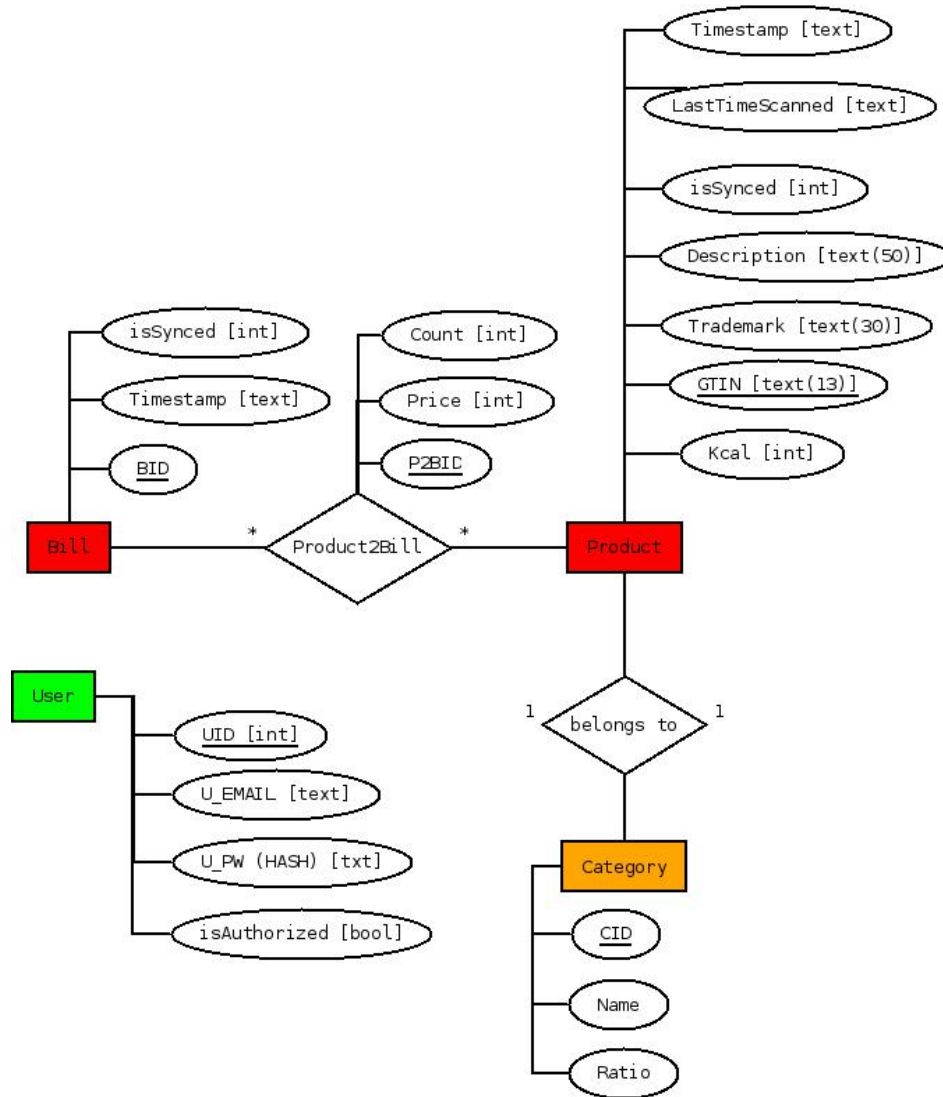 Timestamp [text]
LastTimeScanned [text]
isSynced [int]
Description [text(50)]
Trademark [text(30)]
GTIN [text(13)]
Kcal [int]
isSynced [int]
Timestamp [text]
BID
Count [int]
Price [int]
P2BID
Bill
*
Product2Bill
*
Product
User
UID [int]
U_EMAIL [text]
U_PW (HASH) [txt]
isAuthorized [bool]
1
belongs to
1
Category
CID
Name
Ratio